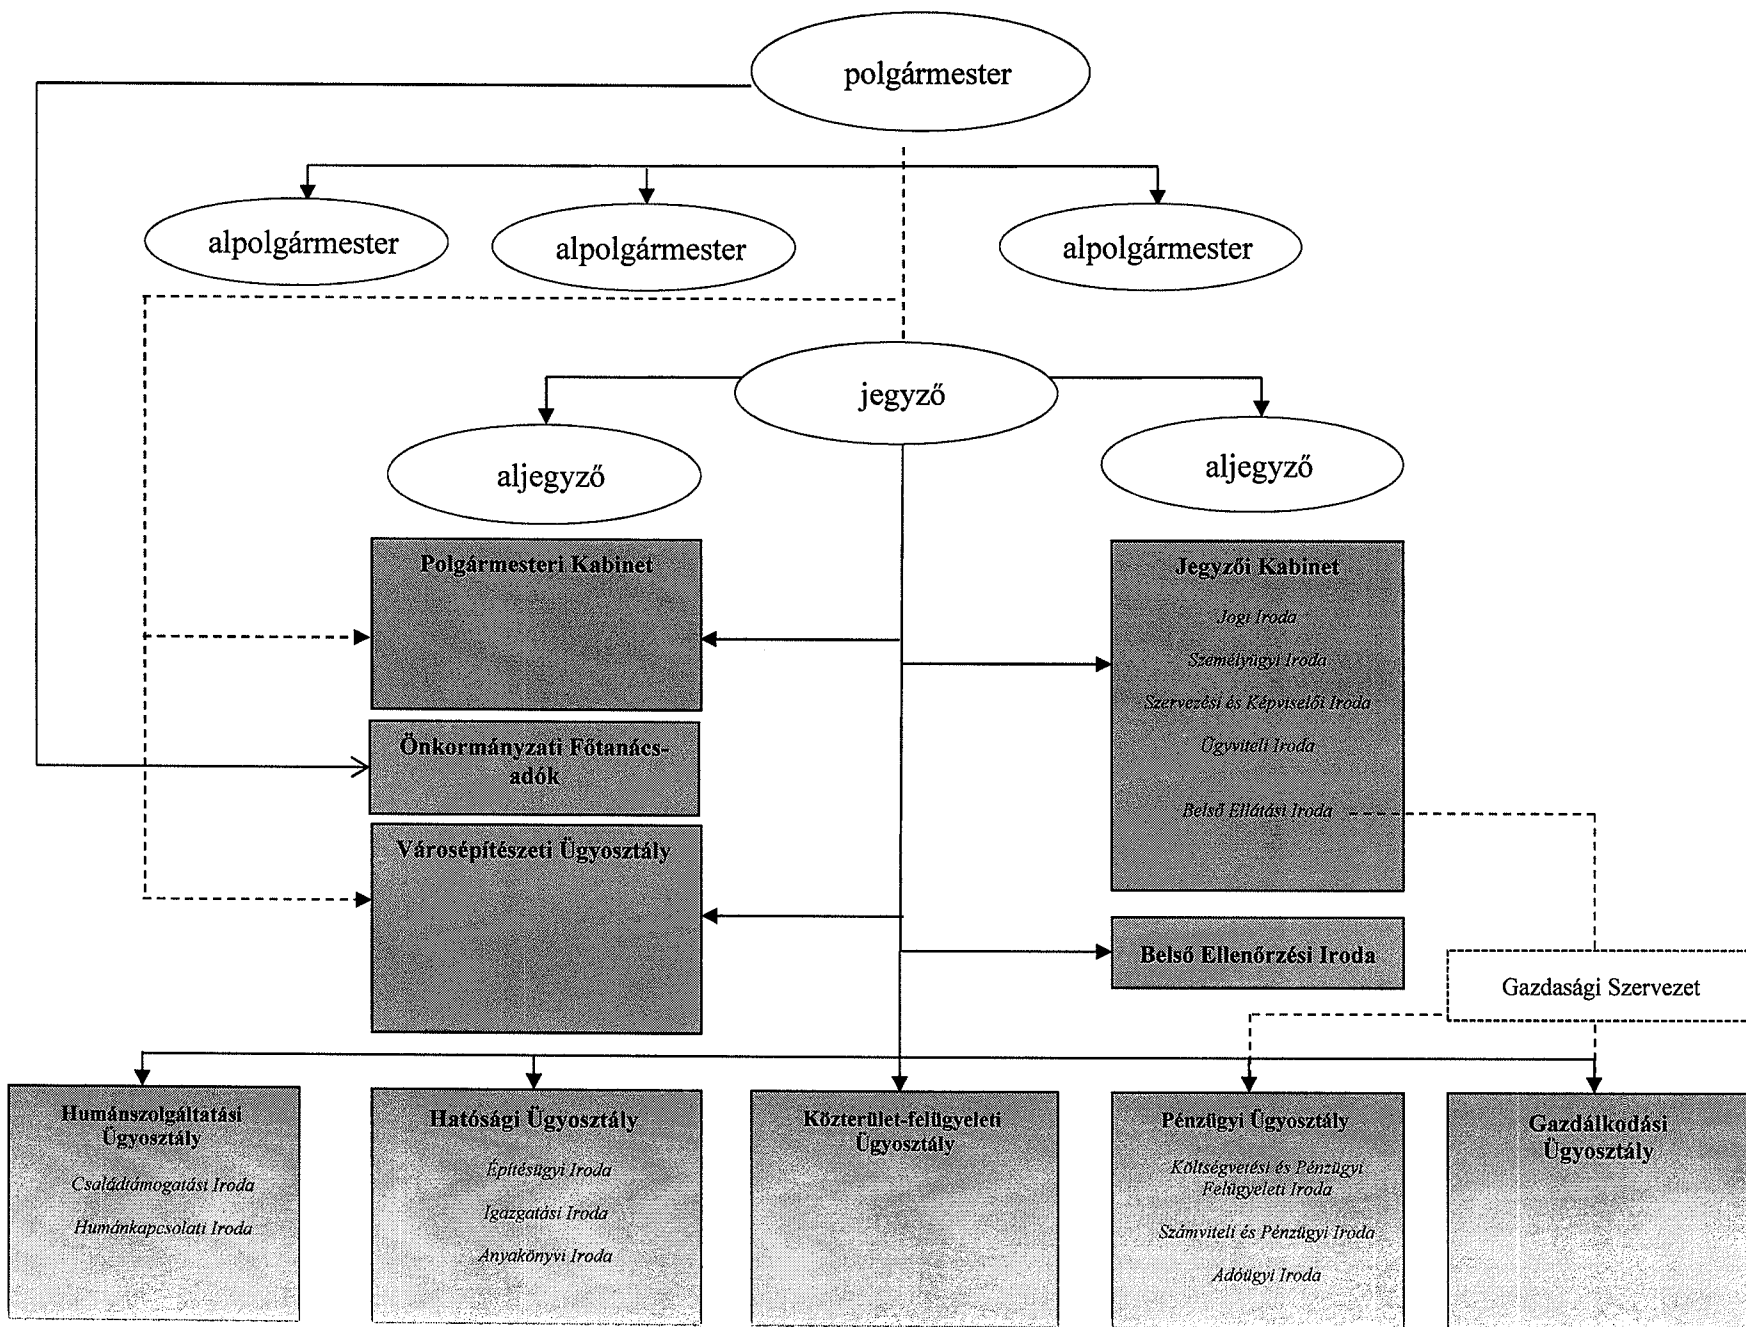 polgármester
alpolgármester
alpolgármester
alpolgármester
jegyző
aljegyző
aljegyző
Polgármesteri Kabinet
Jegyzői Kabinet
Jogi Iroda
Személyügyi Iroda
Szervezési és Képviselői Iroda
Ügyviteli Iroda
Belső Ellátási Iroda
Önkormányzati Főtanács-
adók
Városépítészeti Ügyosztály
Belső Ellenőrzési Iroda
Gazdasági Szervezet
Humánszolgáltatási
Ügyosztály
Családtámogatási Iroda
Humánkapcsolati Iroda
Hatósági Ügyosztály
Építésügyi Iroda
Igazgatási Iroda
Anyakönyvi Iroda
Közterület-felügyeleti
Ügyosztály
Pénzügyi Ügyosztály
Költségvetési és Pénzügyi
Felügyeleti Iroda
Számviteli és Pénzügyi Iroda
Adóügyi Iroda
Gazdálkodási
Ügyosztály